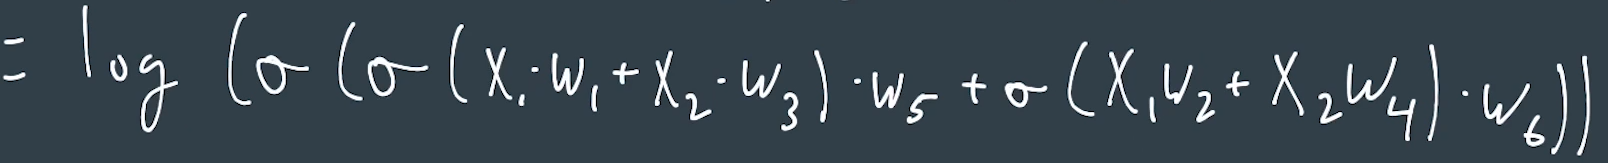 = log (σ(σ(X₁·W₁+X₂·W₃)·W₅+σ(X₁W₂+X₂W₄)·W₆))